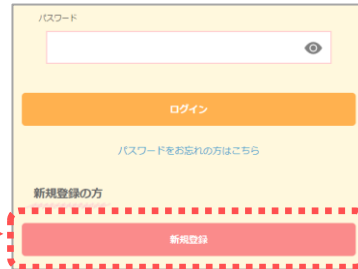 パスワード
ログイン
パスワードをお忘れの方はこちら
新規登録の方
新規登録